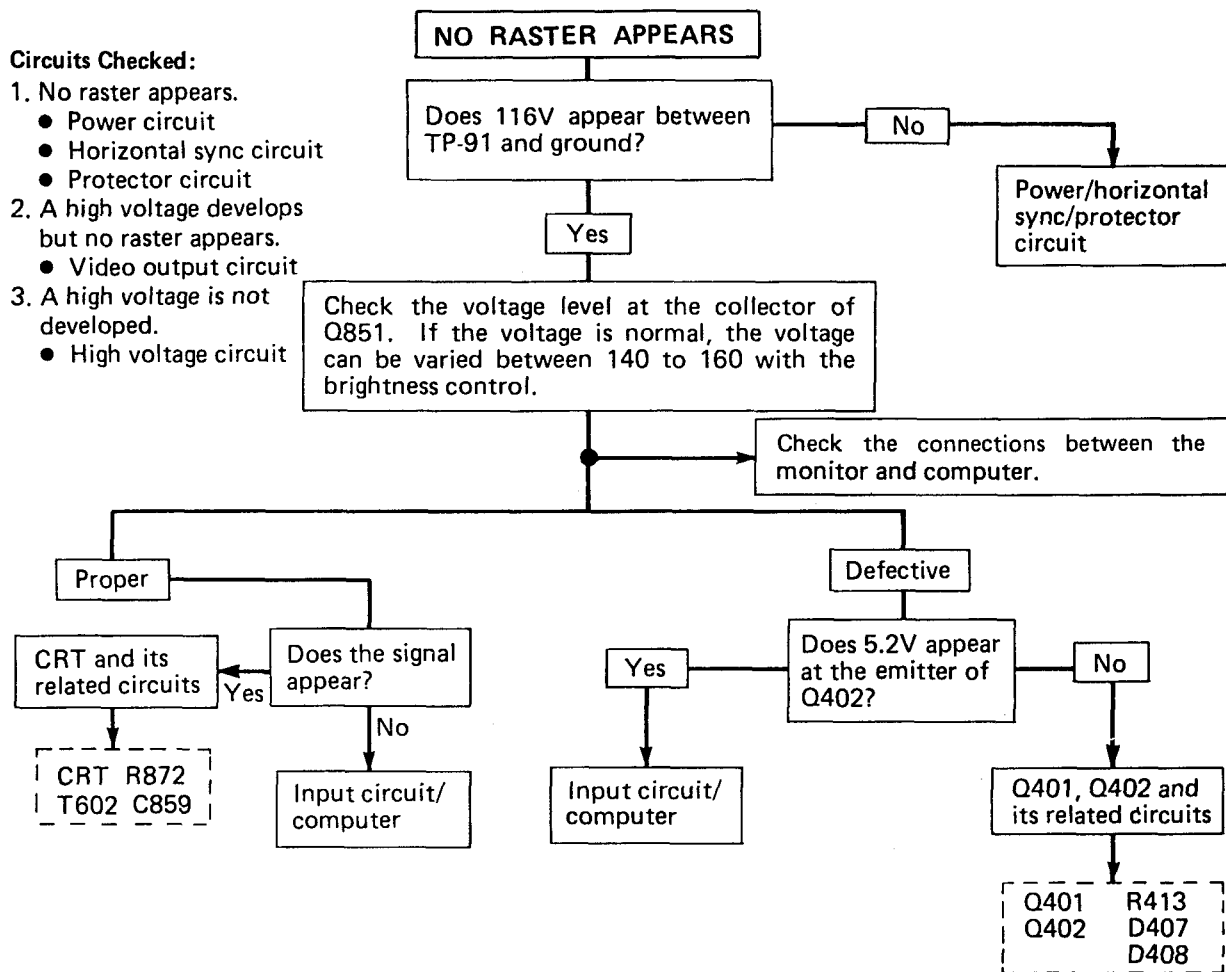 NO RASTER APPEARS
Circuits Checked:
1. No raster appears.
● Power circuit
● Horizontal sync circuit
● Protector circuit
2. A high voltage develops
but no raster appears.
● Video output circuit
3. A high voltage is not
developed.
● High voltage circuit
Does 116V appear between
TP-91 and ground?
No
Power/horizontal
sync/protector
circuit
Yes
Check the voltage level at the collector of
Q851. If the voltage is normal, the voltage
can be varied between 140 to 160 with the
brightness control.
Check the connections between the
monitor and computer.
Proper
Does the signal
appear?
Yes
CRT and its
related circuits
CRT R872
T602 C859
No
Input circuit/
computer
Defective
Does 5.2V appear
at the emitter of
Q402?
Yes
Input circuit/
computer
No
Q401, Q402 and
its related circuits
Q401 R413
Q402 D407
D408